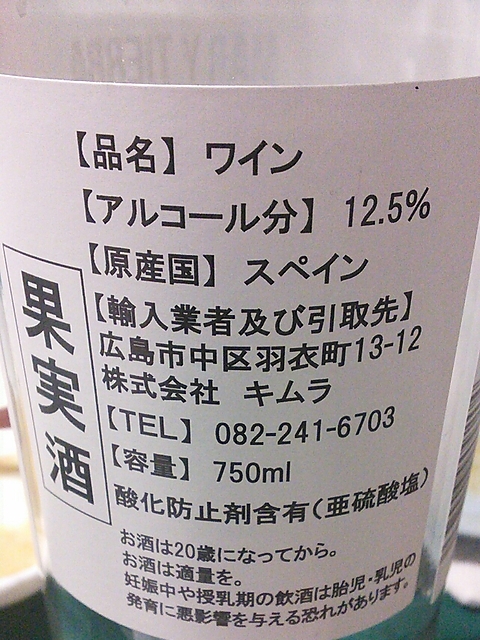 【品名】 ワイン
【アルコール分】 12.5%
【原産国】 スペイン
【輸入業者及び引取先】
広島市中区羽衣町13-12
株式会社 キムラ
【TEL】 082-241-6703
【容量】 750ml
酸化防止剤含有(亜硫酸塩)
果実酒
お酒は20歳になってから。
お酒は適量を。
妊娠中や授乳期の飲酒は胎児・乳児の
発育に悪影響を与える恐れがあります。